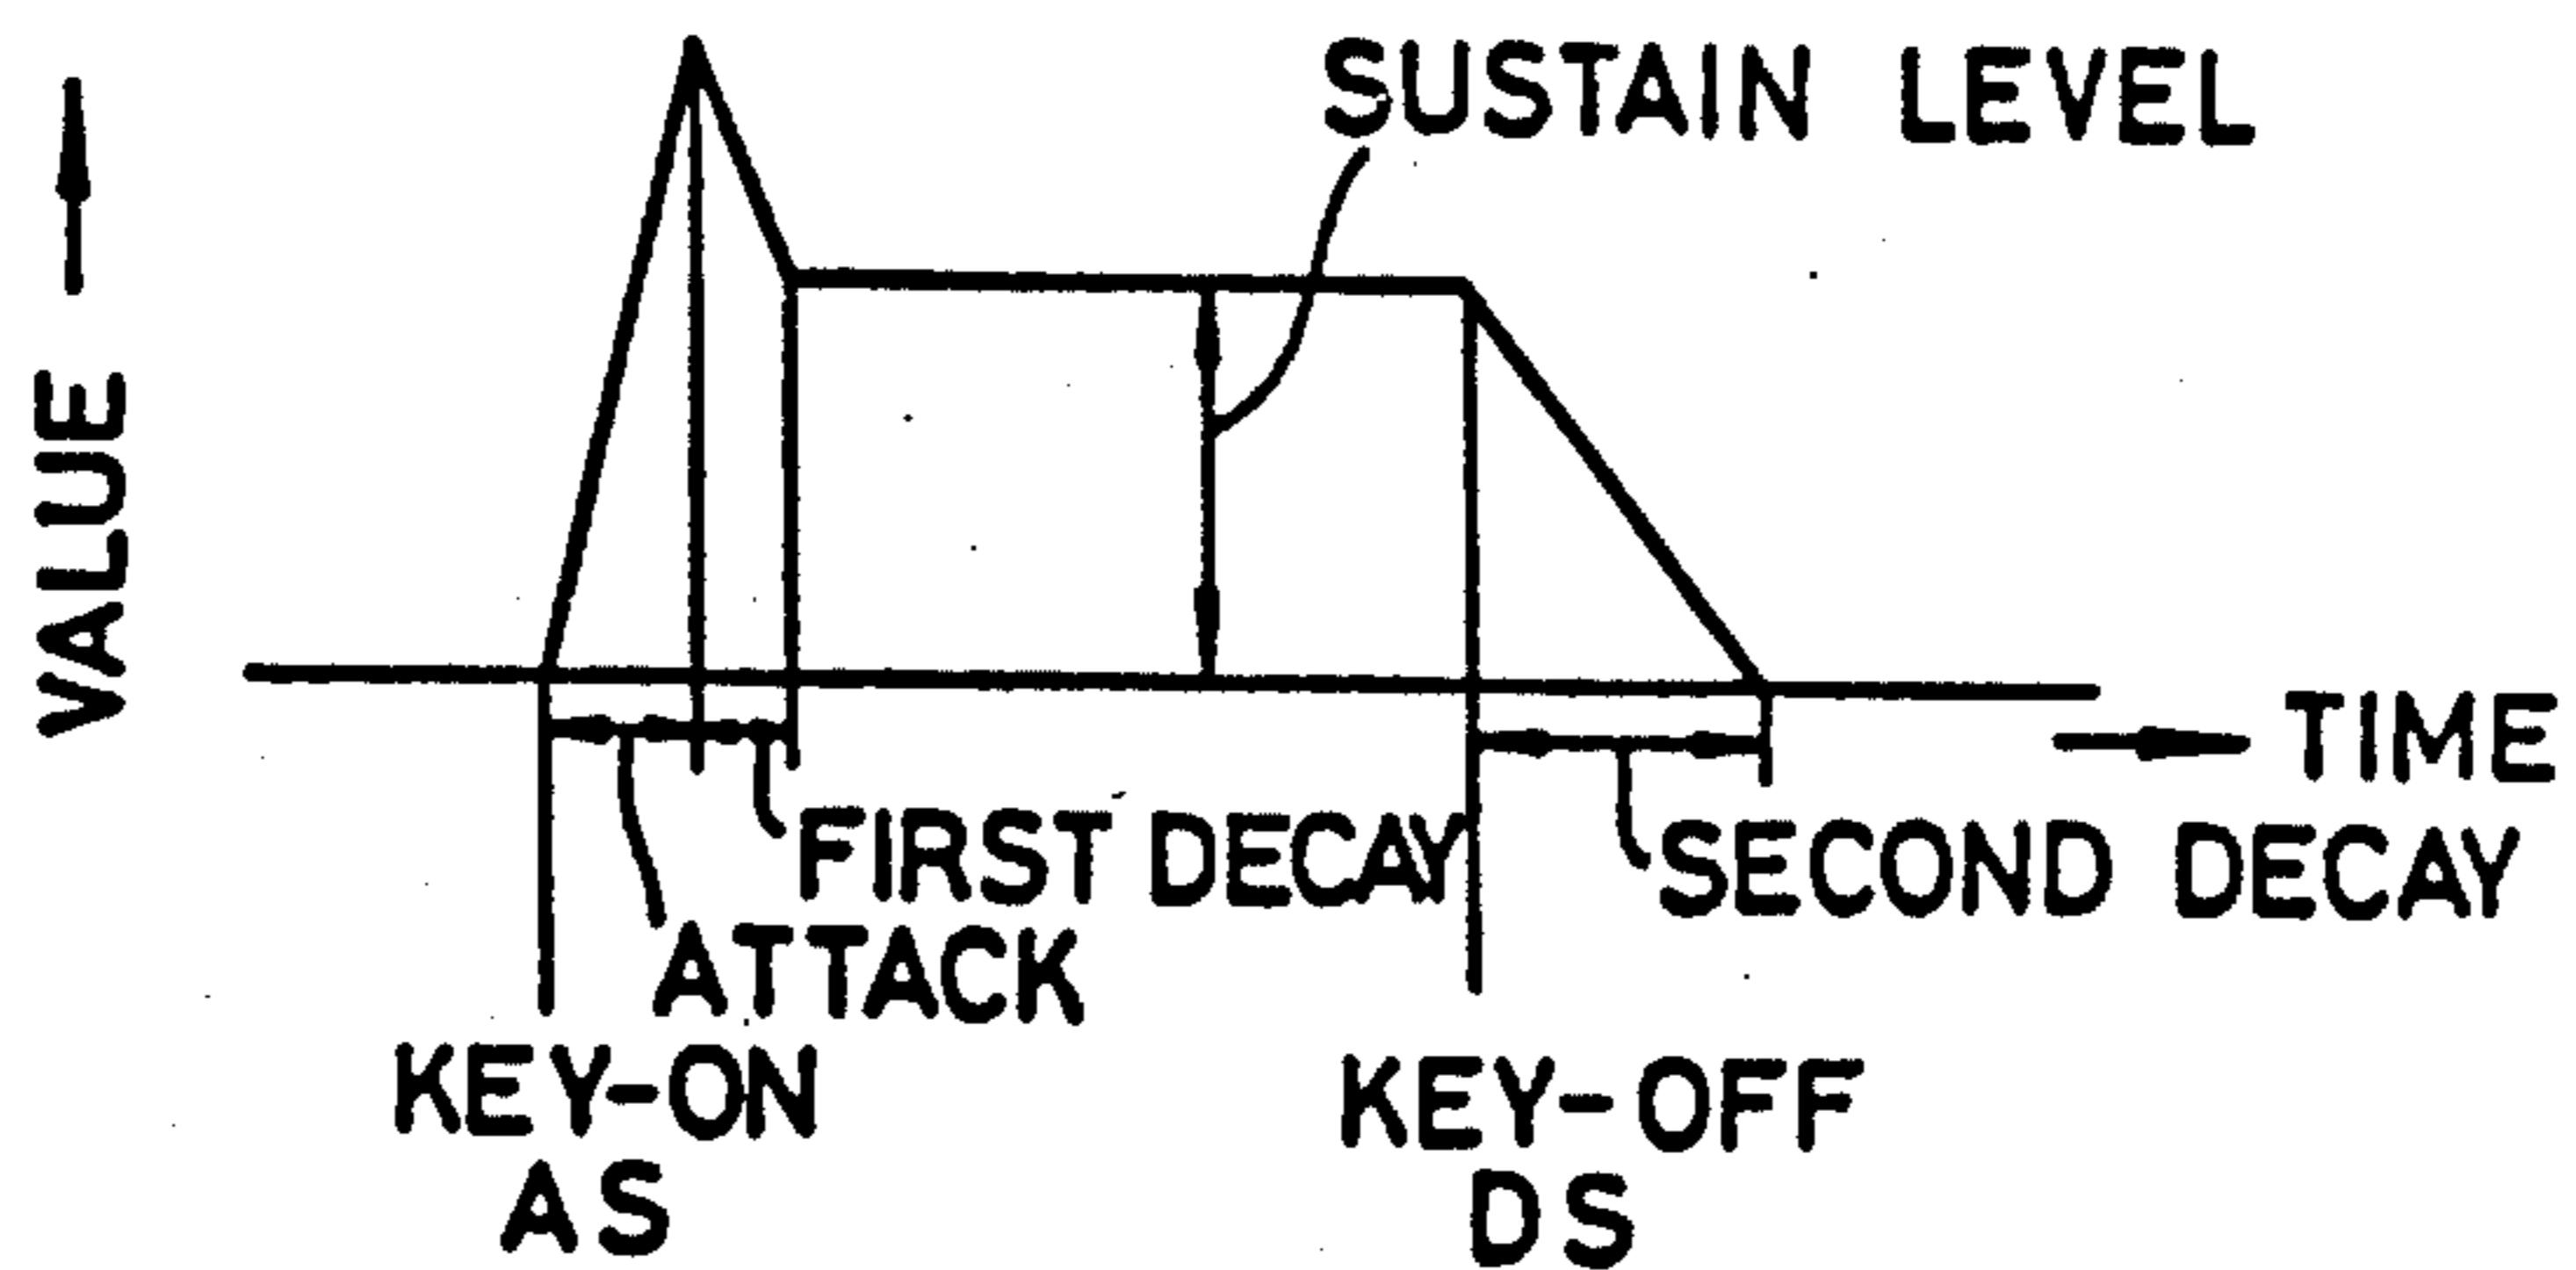 SUSTAIN LEVEL
VALUE
TIME
FIRST DECAY
SECOND DECAY
ATTACK
KEY-ON
AS
KEY-OFF
DS